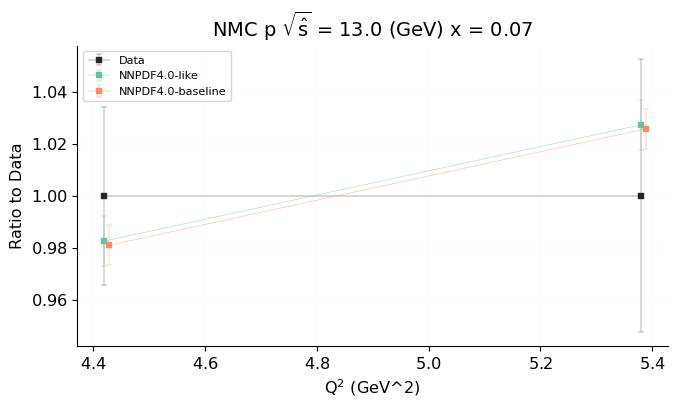 NMC p √ŝ = 13.0 (GeV) x = 0.07
Data
NNPDF4.0-like
NNPDF4.0-baseline
Ratio to Data
1.04
1.02
1.00
0.98
0.96
4.4 4.6 4.8 5.0 5.2 5.4
Q² (GeV^2)